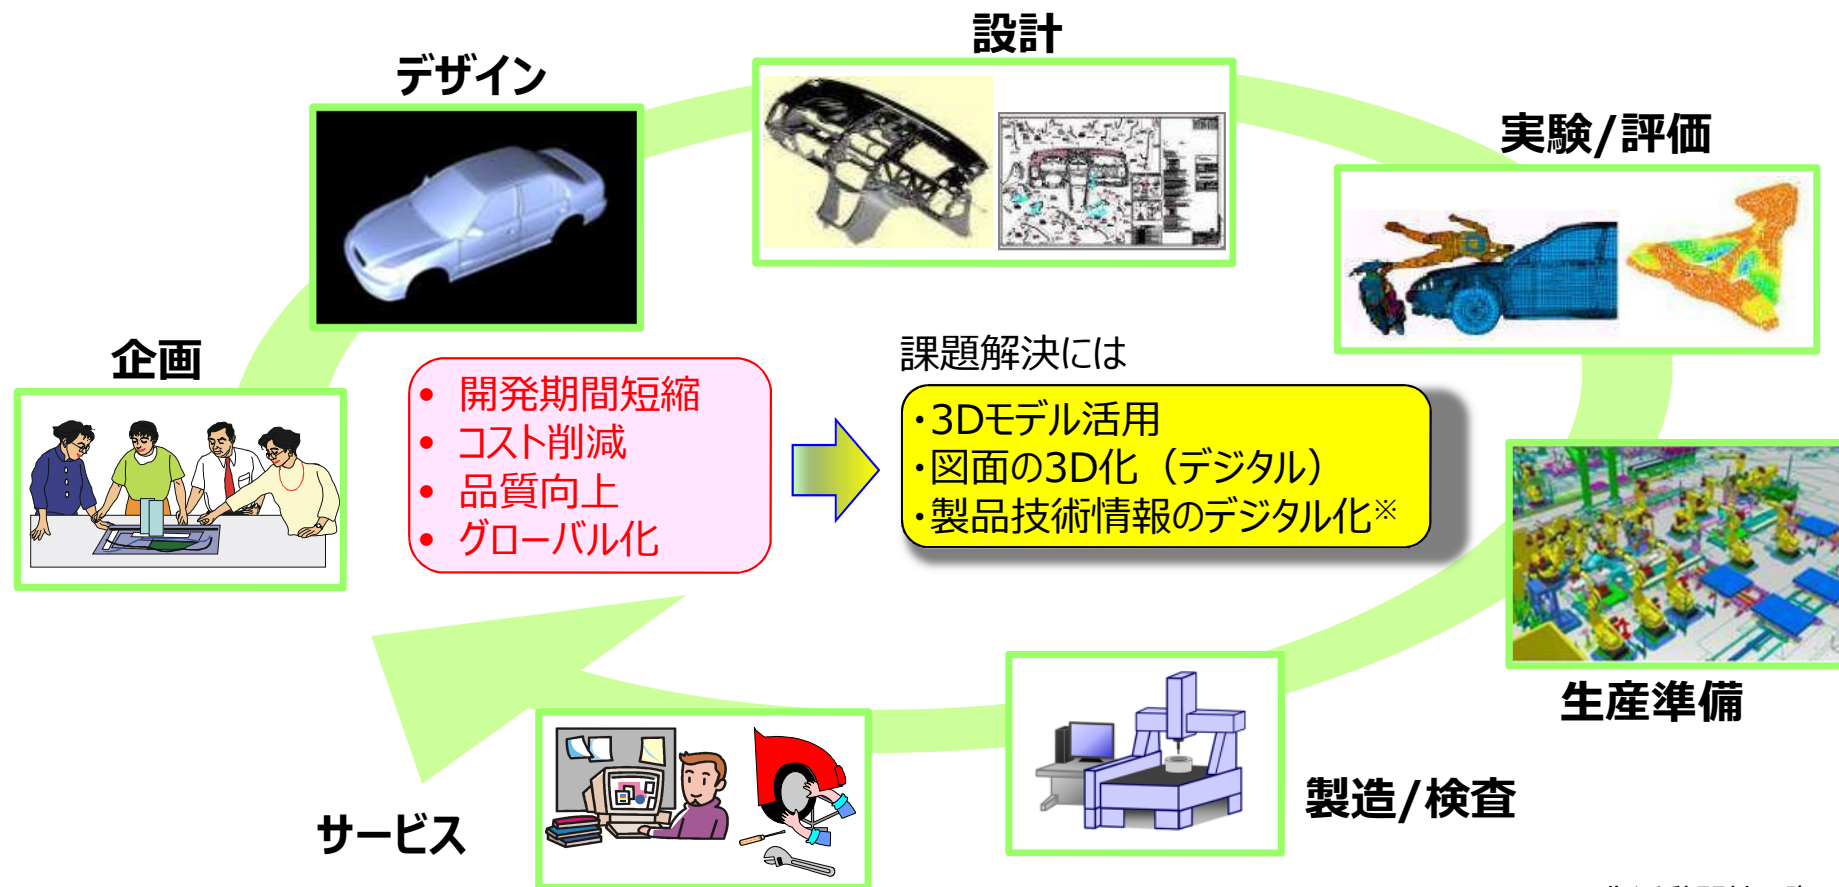 設計
デザイン
実験/評価
企画
課題解決には
• 開発期間短縮
• コスト削減
• 品質向上
• グローバル化
・3Dモデル活用
・図面の3D化（デジタル）
・製品技術情報のデジタル化※
生産準備
製造/検査
サービス